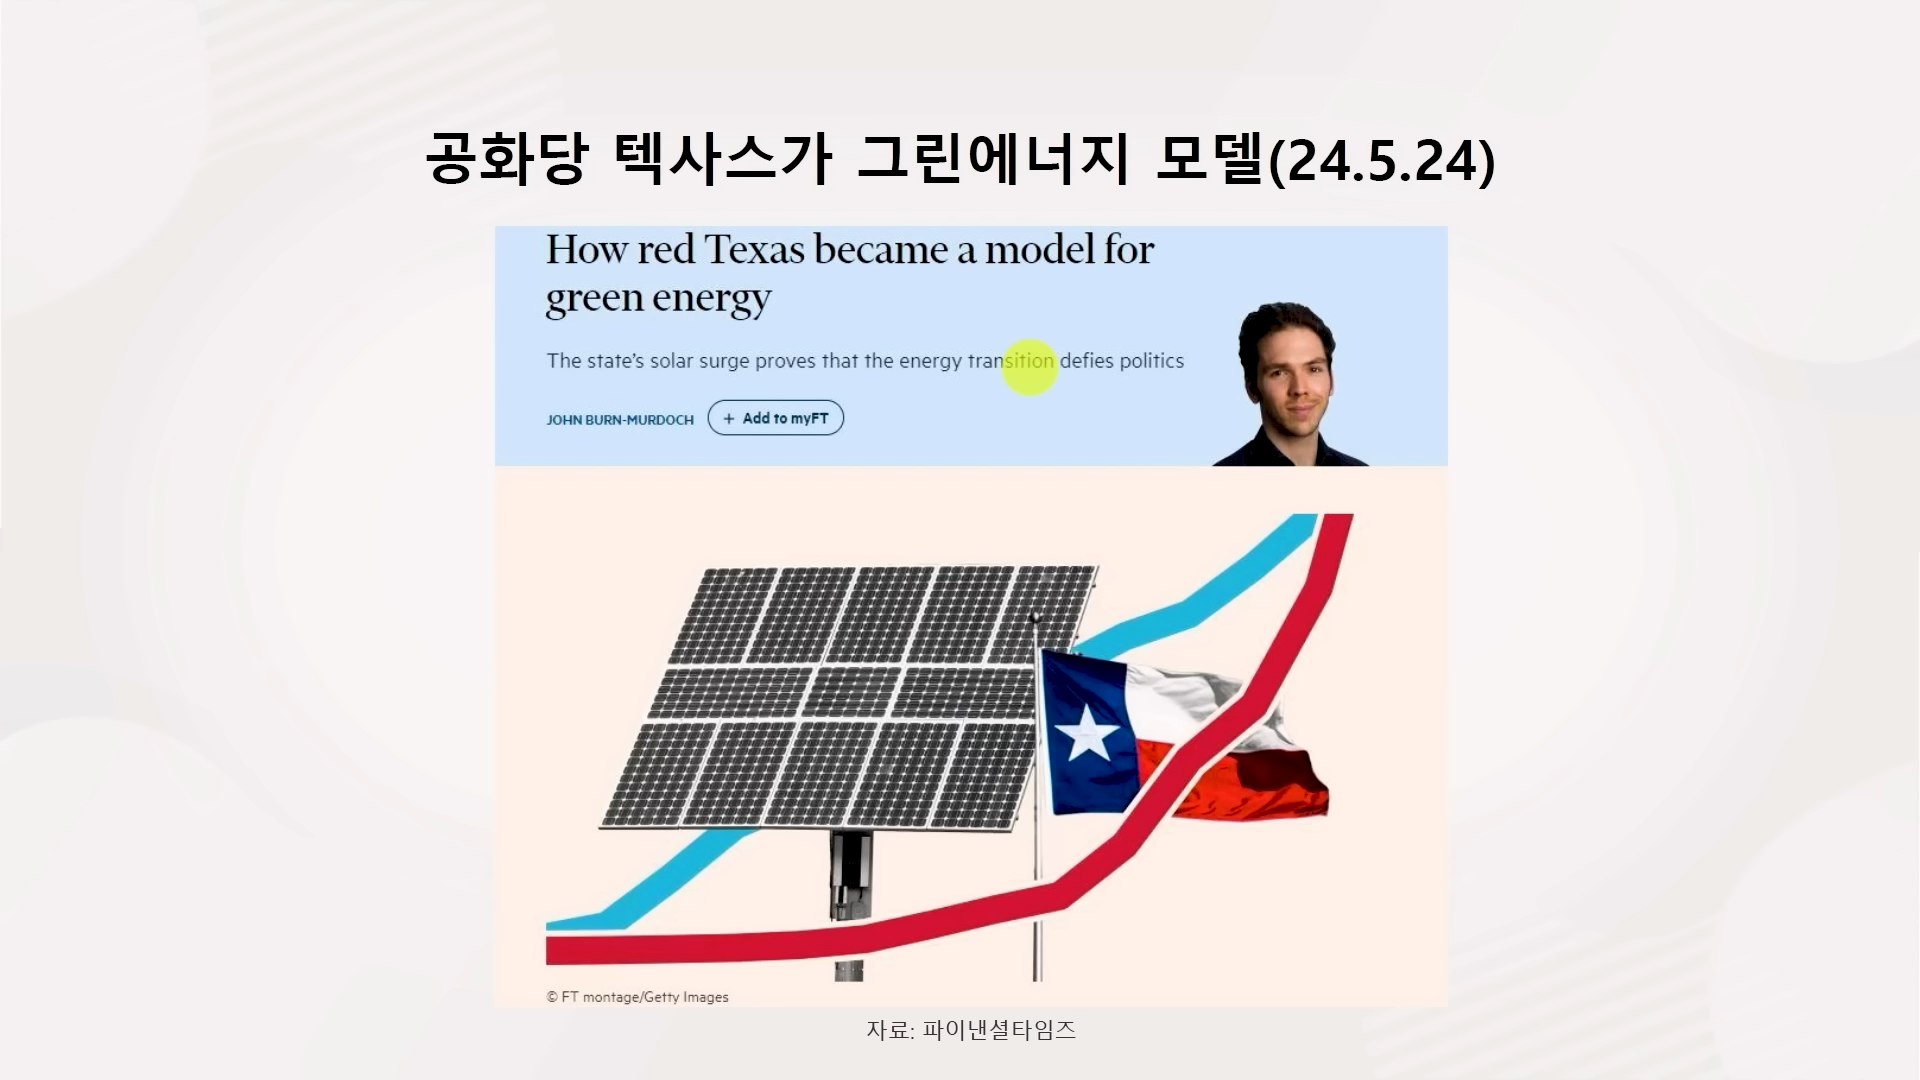 공화당 텍사스가 그린에너지 모델(24.5.24)
How red Texas became a model for
green energy
The state's solar surge proves that the energy transition defies politics
JOHN BURN-MURDOCH + Add to myFT
© FT montage/Getty Images
자료: 파이낸셜타임즈